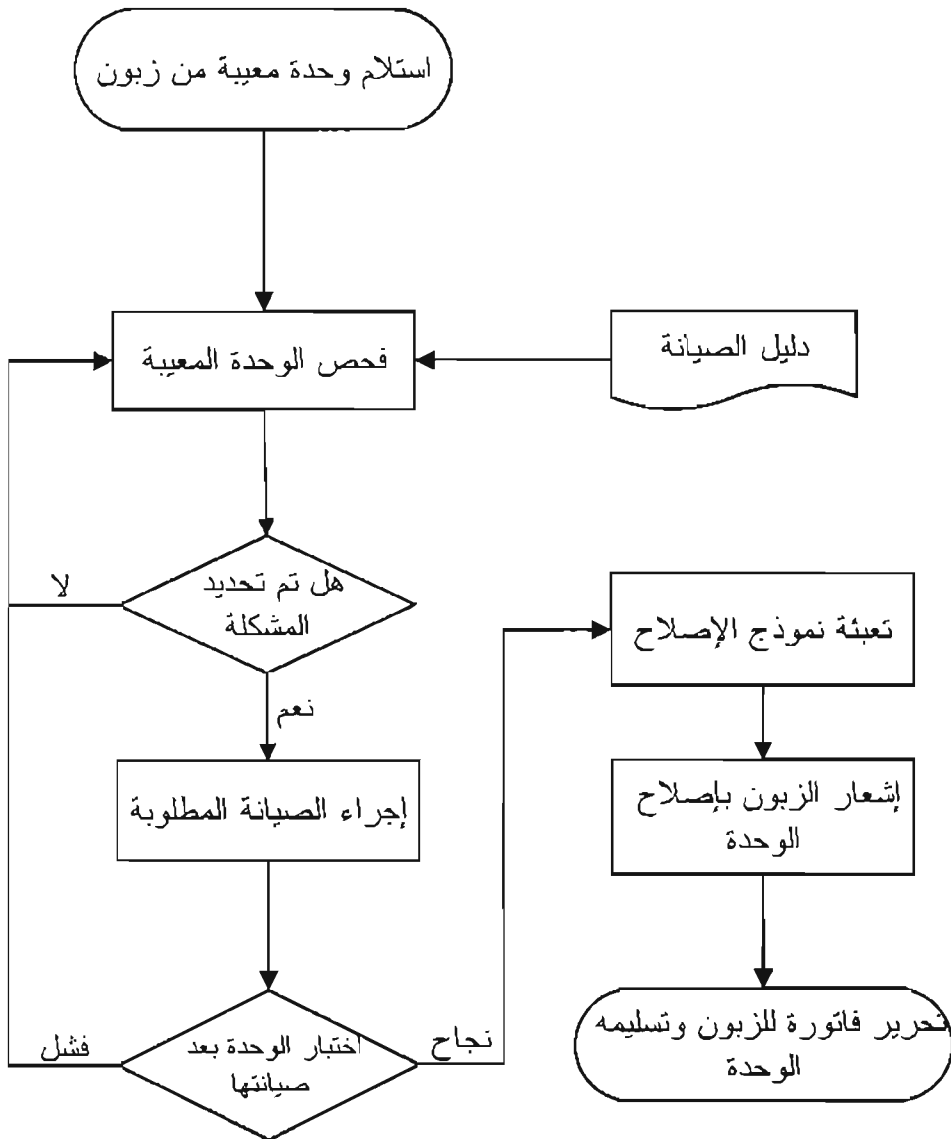 استلام وحدة معيبة من زبون
فحص الوحدة المعيبة
دليل الصيانة
هل تم تحديد
المشكلة
لا
نعم
إجراء الصيانة المطلوبة
اختبار الوحدة بعد
صيانتها
فشل
نجاح
تعبئة نموذج الإصلاح
إشعار الزبون بإصلاح
الوحدة
تحرير فاتورة للزبون وتسليمه
الوحدة